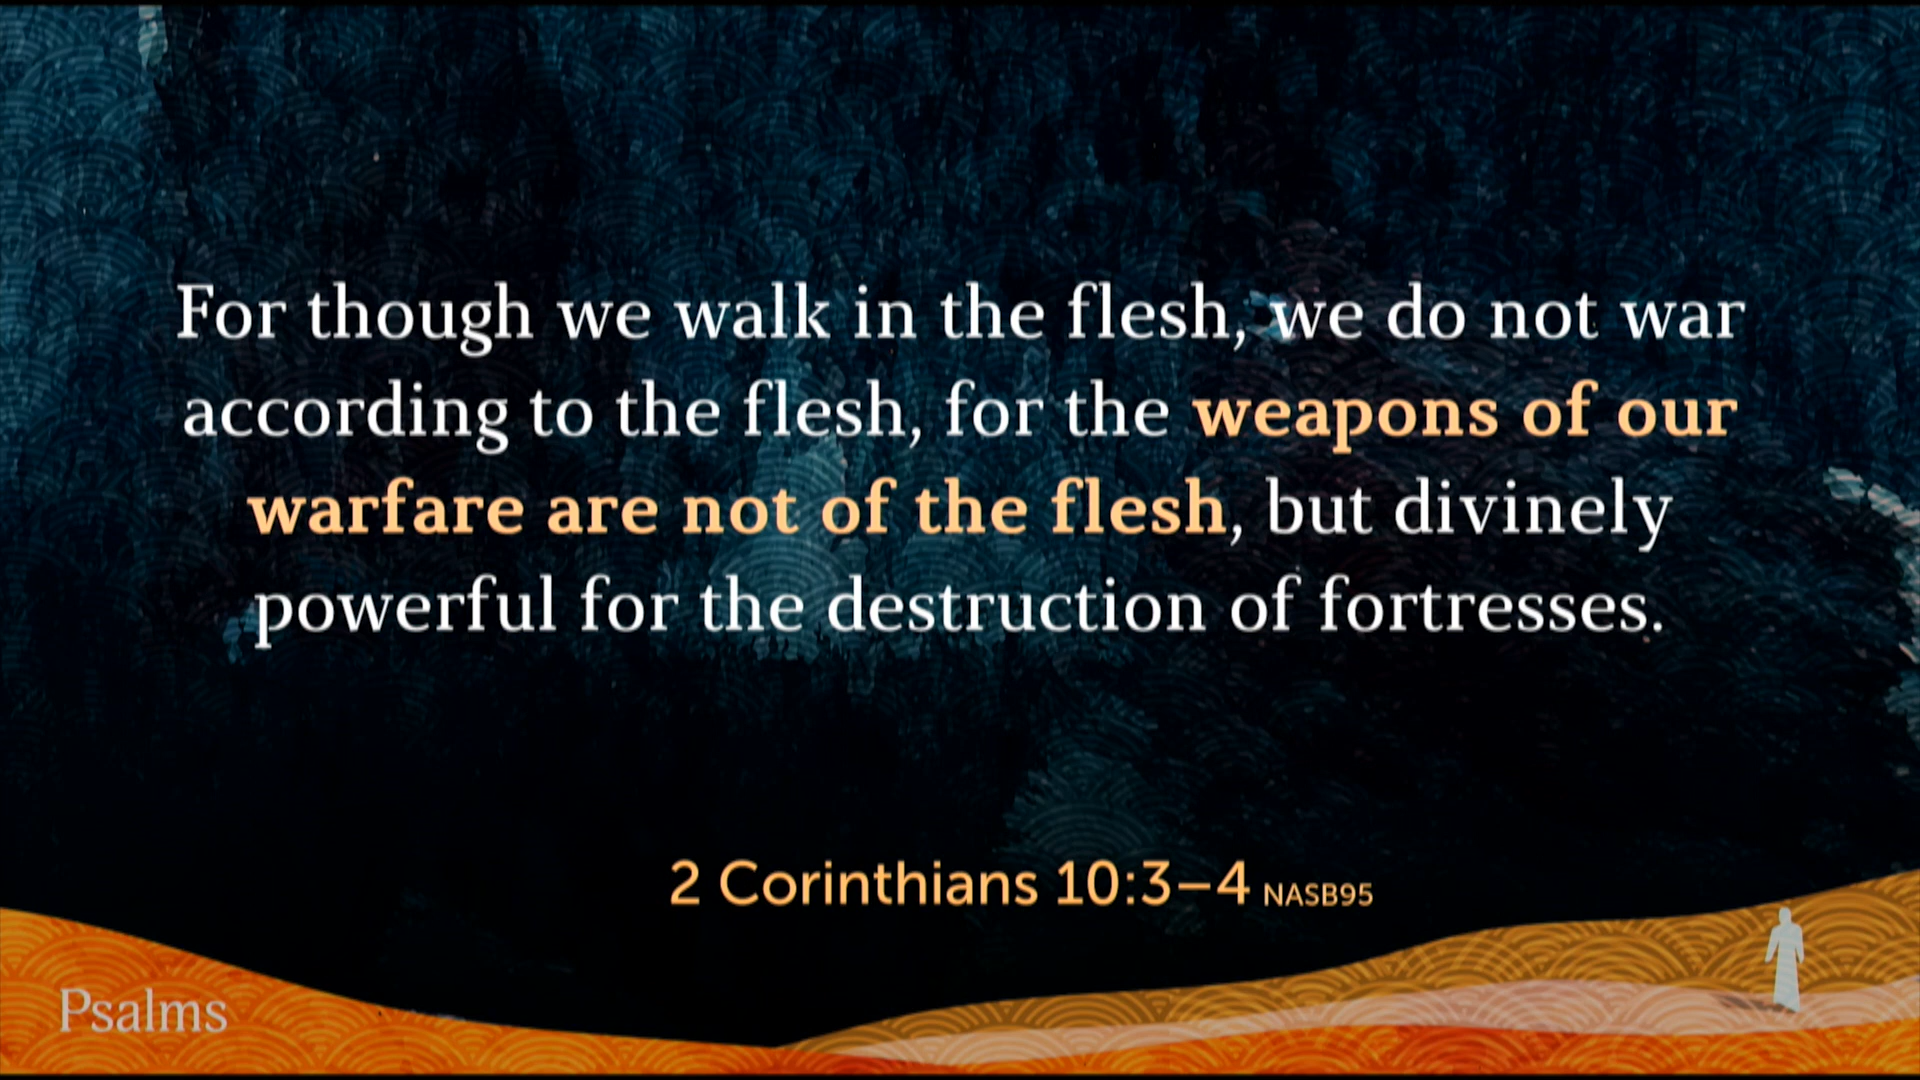 For though we walk in the flesh, we do not war
according to the flesh, for the weapons of our
warfare are not of the flesh, but divinely
powerful for the destruction of fortresses.
2 Corinthians 10:3–4 NASB95
Psalms